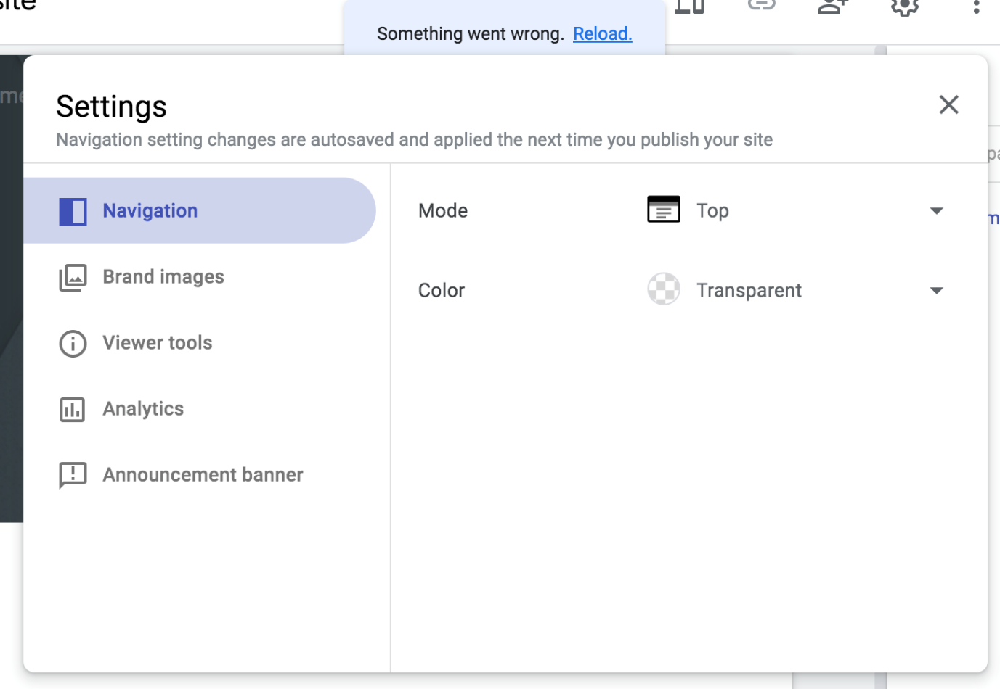 Something went wrong. Reload.
Settings
Navigation setting changes are autosaved and applied the next time you publish your site
Navigation
Mode
Top
Brand images
Color
Transparent
Viewer tools
Analytics
Announcement banner